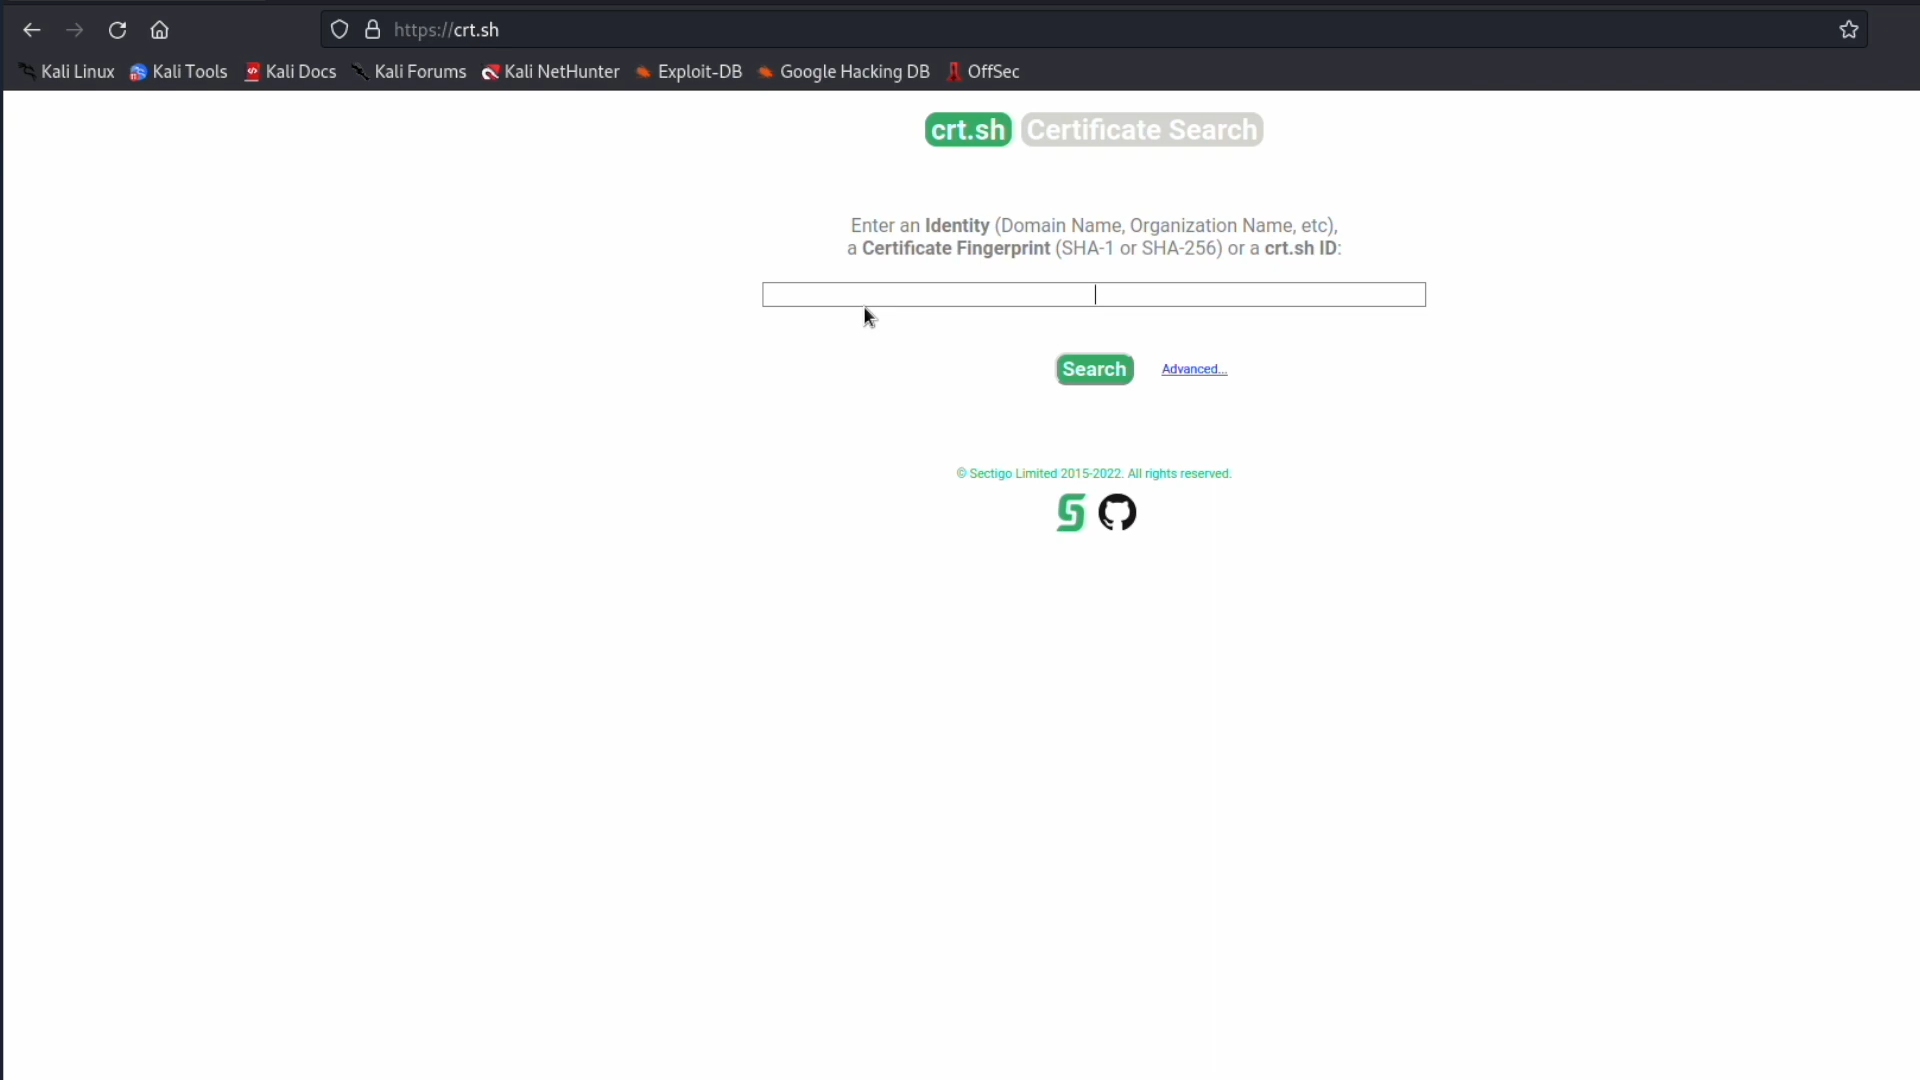 https://crt.sh
Kali Linux Kali Tools Kali Docs Kali Forums Kali NetHunter Exploit-DB Google Hacking DB OffSec
crt.sh Certificate Search
Enter an Identity (Domain Name, Organization Name, etc),
a Certificate Fingerprint (SHA-1 or SHA-256) or a crt.sh ID:
Search Advanced...
© Sectigo Limited 2015-2022. All rights reserved.